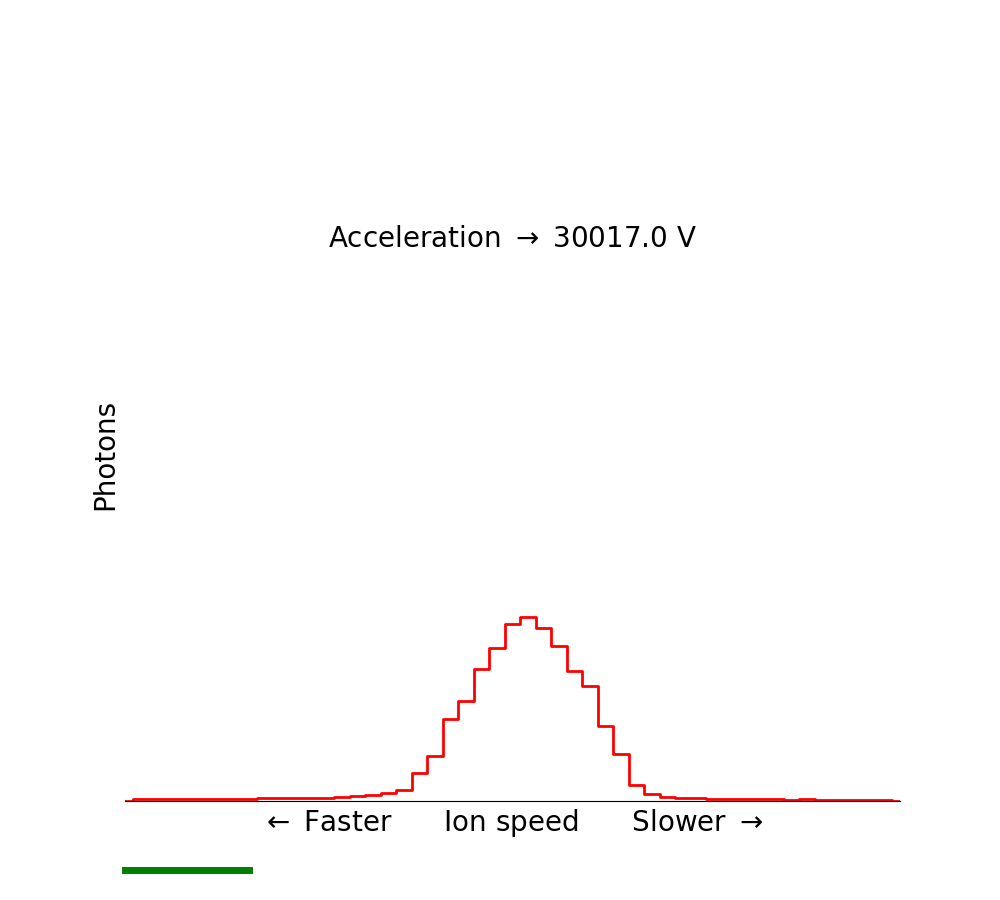 Acceleration → 30017.0 V
Photons
← Faster Ion speed Slower →